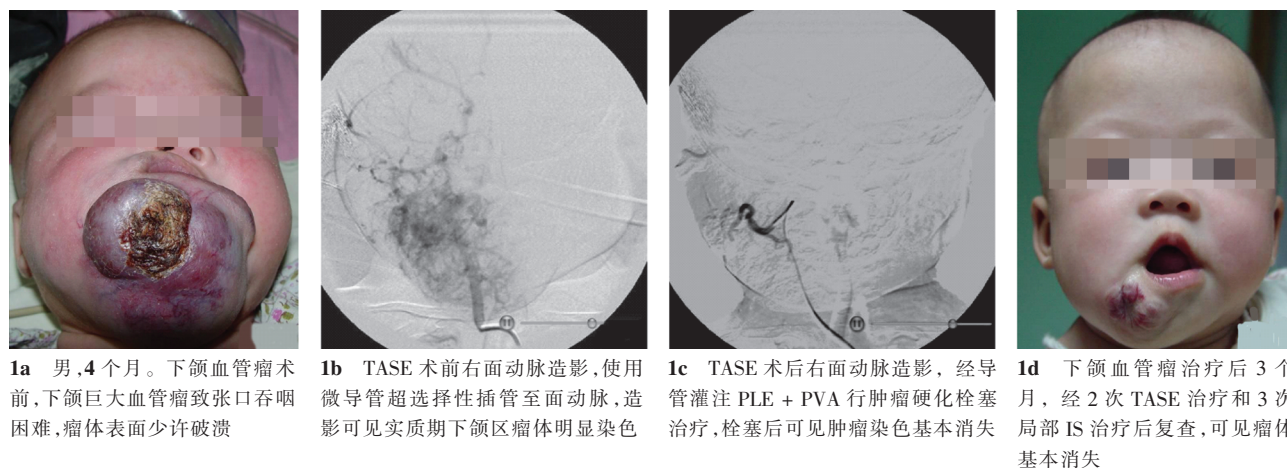 1a 男,4 个月。下颌血管瘤术
前,下颌巨大血管瘤致张口吞咽
困难,瘤体表面少许破溃
1b TASE 术前右面动脉造影,使用
微导管超选择性插管至面动脉,造
影可见实质期下颌区瘤体明显染色
1c TASE 术后右面动脉造影，经导
管灌注 PLE + PVA 行肿瘤硬化栓塞
治疗,栓塞后可见肿瘤染色基本消失
1d 下颌血管瘤治疗后 3 个
月，经 2 次 TASE 治疗和 3 次
局部 IS 治疗后复查,可见瘤体
基本消失